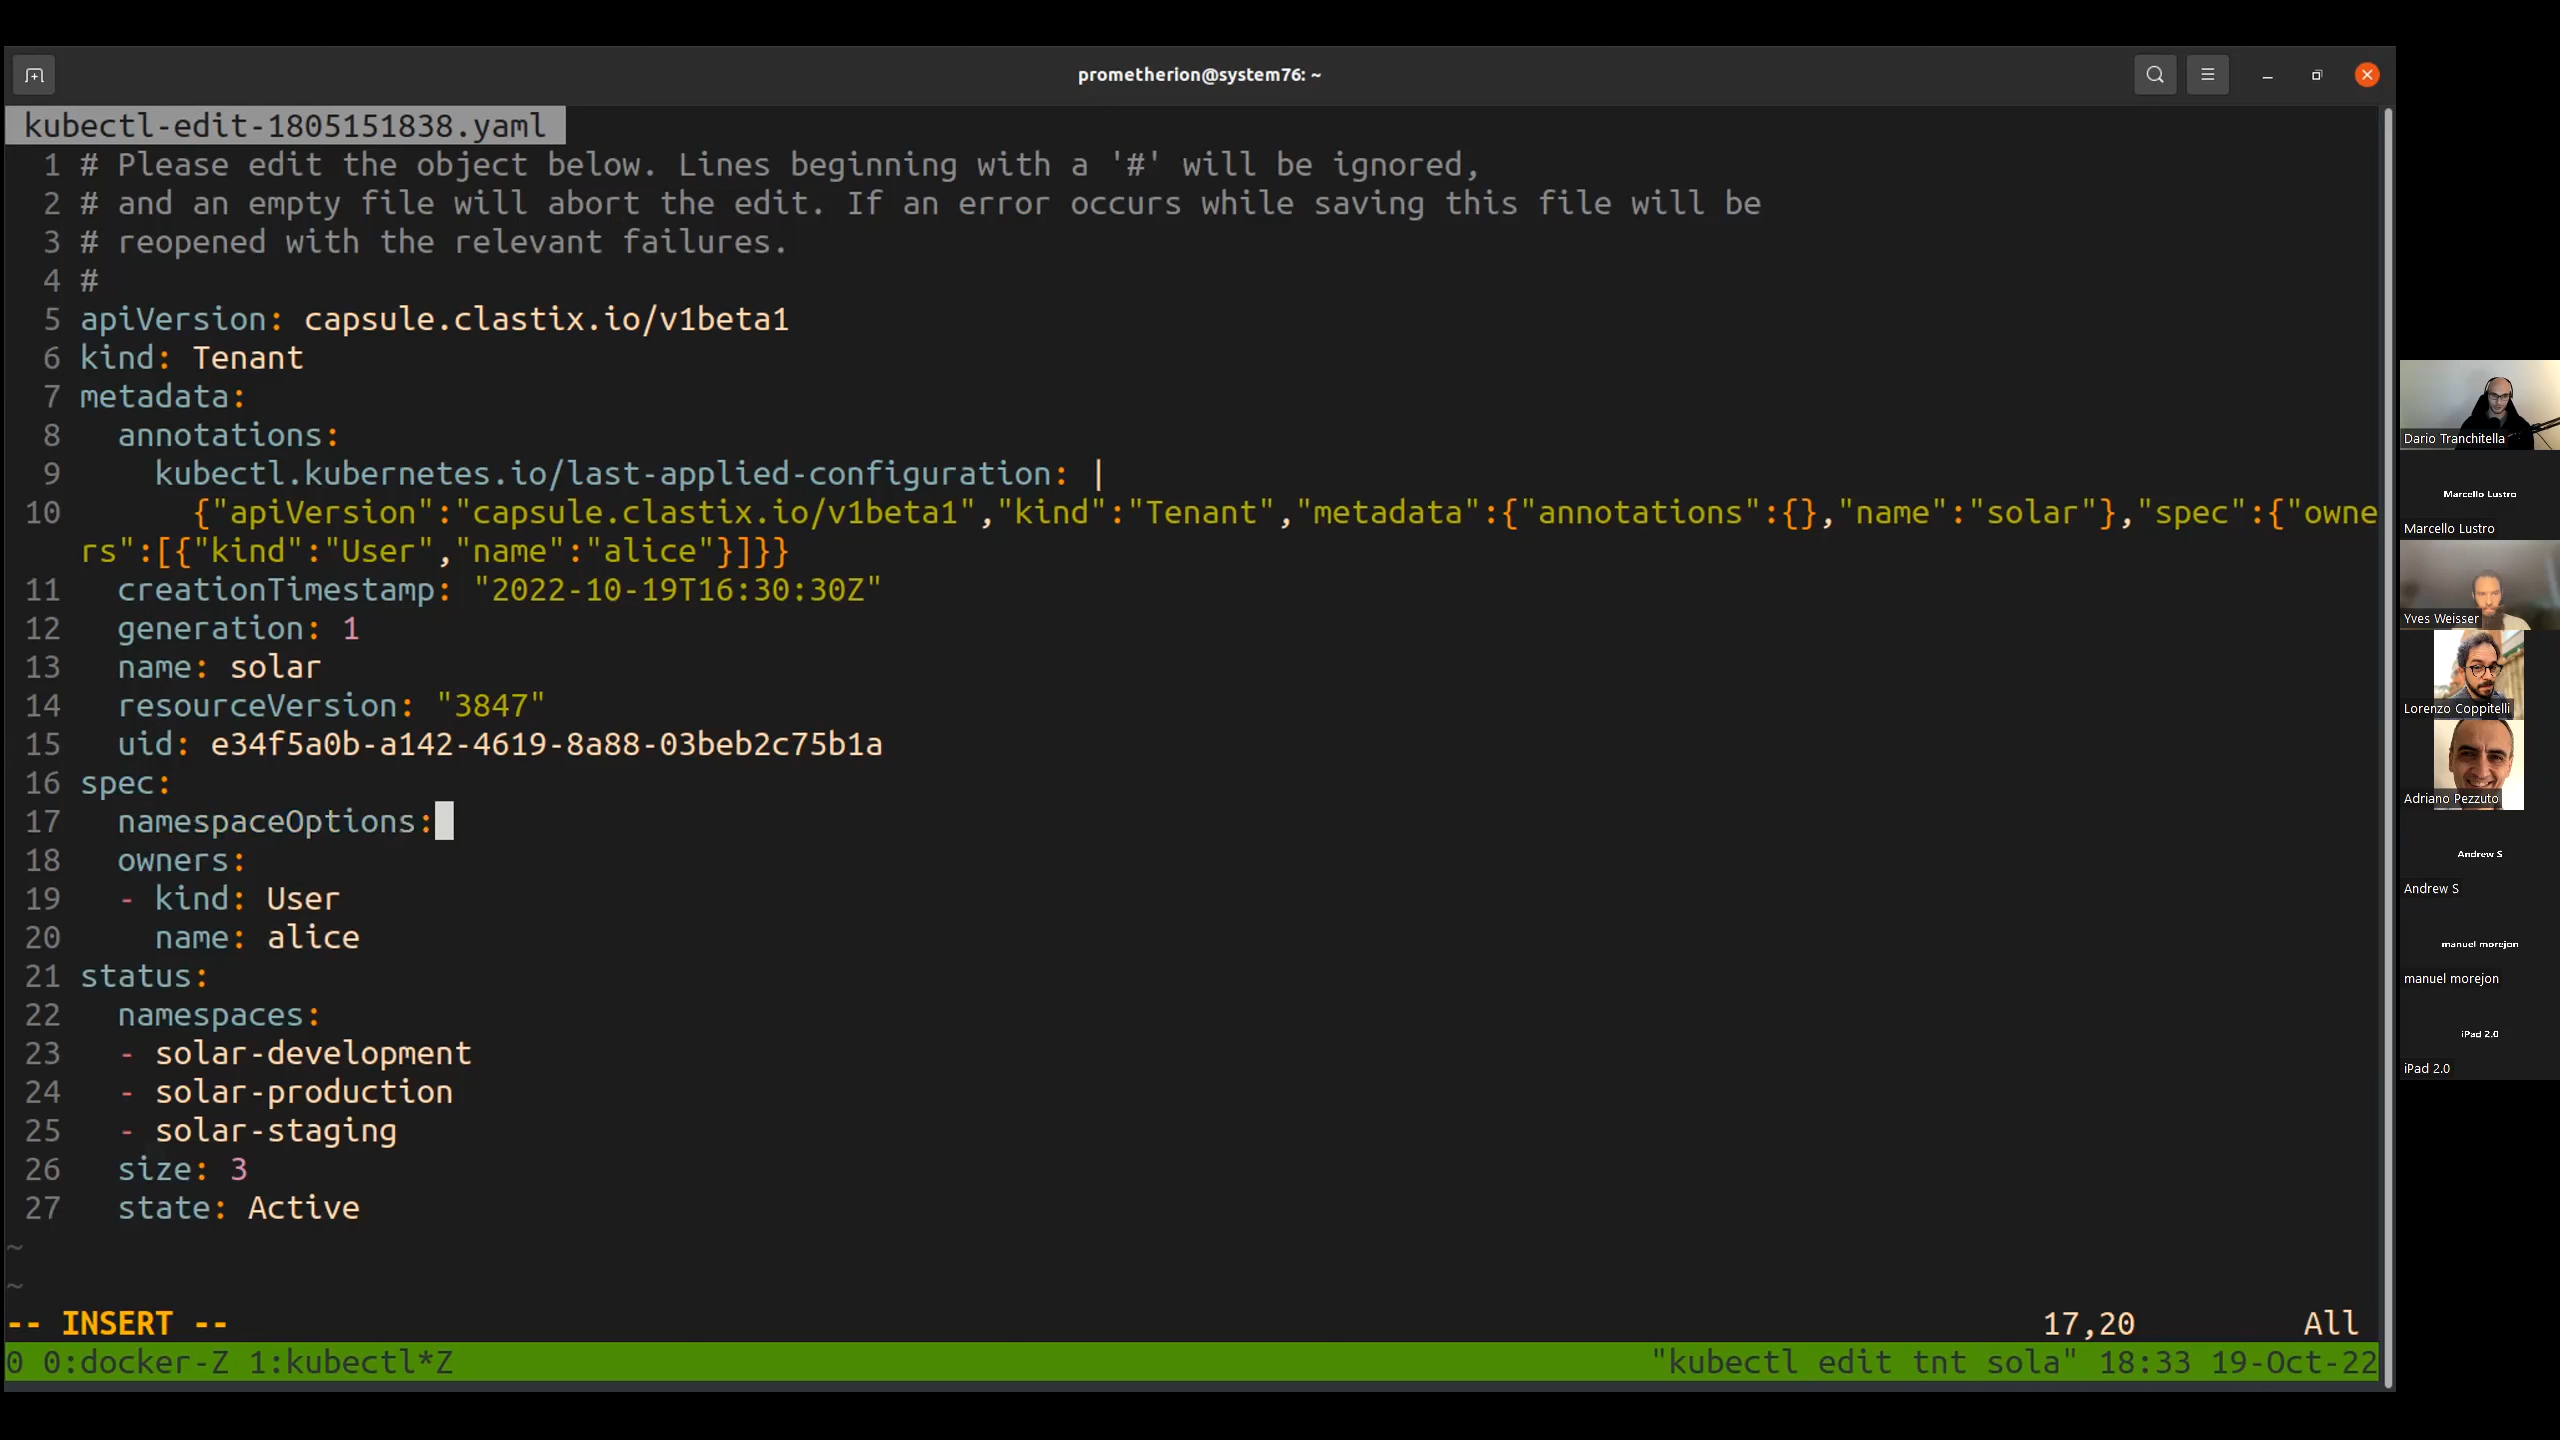 prometherion@system76: ~
kubectl-edit-1805151838.yaml
1 # Please edit the object below. Lines beginning with a '#' will be ignored,
2 # and an empty file will abort the edit. If an error occurs while saving this file will be
3 # reopened with the relevant failures.
4 #
5 apiVersion: capsule.clastix.io/v1beta1
6 kind: Tenant
7 metadata:
8   annotations:
9     kubectl.kubernetes.io/last-applied-configuration: |
10       {"apiVersion":"capsule.clastix.io/v1beta1","kind":"Tenant","metadata":{"annotations":{},"name":"solar"},"spec":{"owne
rs":[{"kind":"User","name":"alice"}]}}
11   creationTimestamp: "2022-10-19T16:30:30Z"
12   generation: 1
13   name: solar
14   resourceVersion: "3847"
15   uid: e34f5a0b-a142-4619-8a88-03beb2c75b1a
16 spec:
17   namespaceOptions:
18   owners:
19   - kind: User
20     name: alice
21 status:
22   namespaces:
23   - solar-development
24   - solar-production
25   - solar-staging
26   size: 3
27   state: Active
~
~
-- INSERT --                    17,20    All
0 0:docker-Z 1:kubectl*Z    "kubectl edit tnt sola" 18:33 19-Oct-22
Dario Tranchitella
Marcello Lustro
Marcello Lustro
Yves Weisser
Lorenzo Coppitelli
Adriano Pezzuto
Andrew S
Andrew S
manuel morejon
manuel morejon
iPad 2.0
iPad 2.0